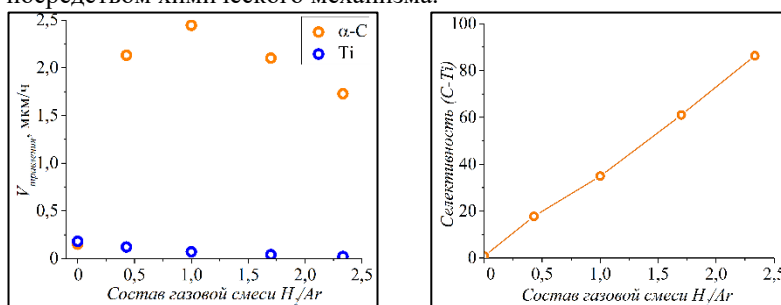 посредством химического механизма.
α-C
Ti
V травления, мкм/ч
2,5
2,0
1,5
1,0
0,5
0
0 0,5 1,0 1,5 2,0 2,5
Состав газовой смеси H2/Ar
Селективность (C-Ti)
100
80
60
40
20
0
0 0,5 1,0 1,5 2,0 2,5
Состав газовой смеси H/Ar